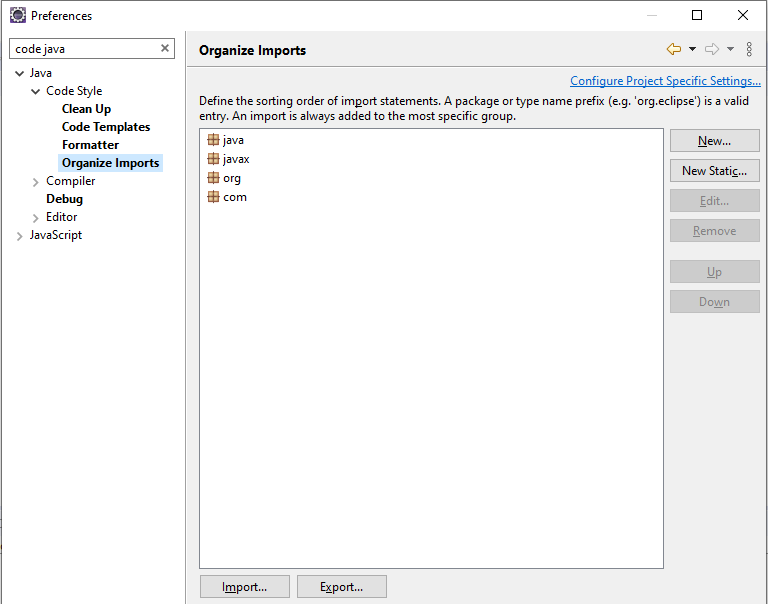 Preferences
code java
Java
Code Style
Clean Up
Code Templates
Formatter
Organize Imports
Compiler
Debug
Editor
JavaScript
Organize Imports
Configure Project Specific Settings...
Define the sorting order of import statements. A package or type name prefix (e.g. 'org.eclipse') is a valid
entry. An import is always added to the most specific group.
java
javax
org
com
New...
New Static...
Edit...
Remove
Up
Down
Import...
Export...